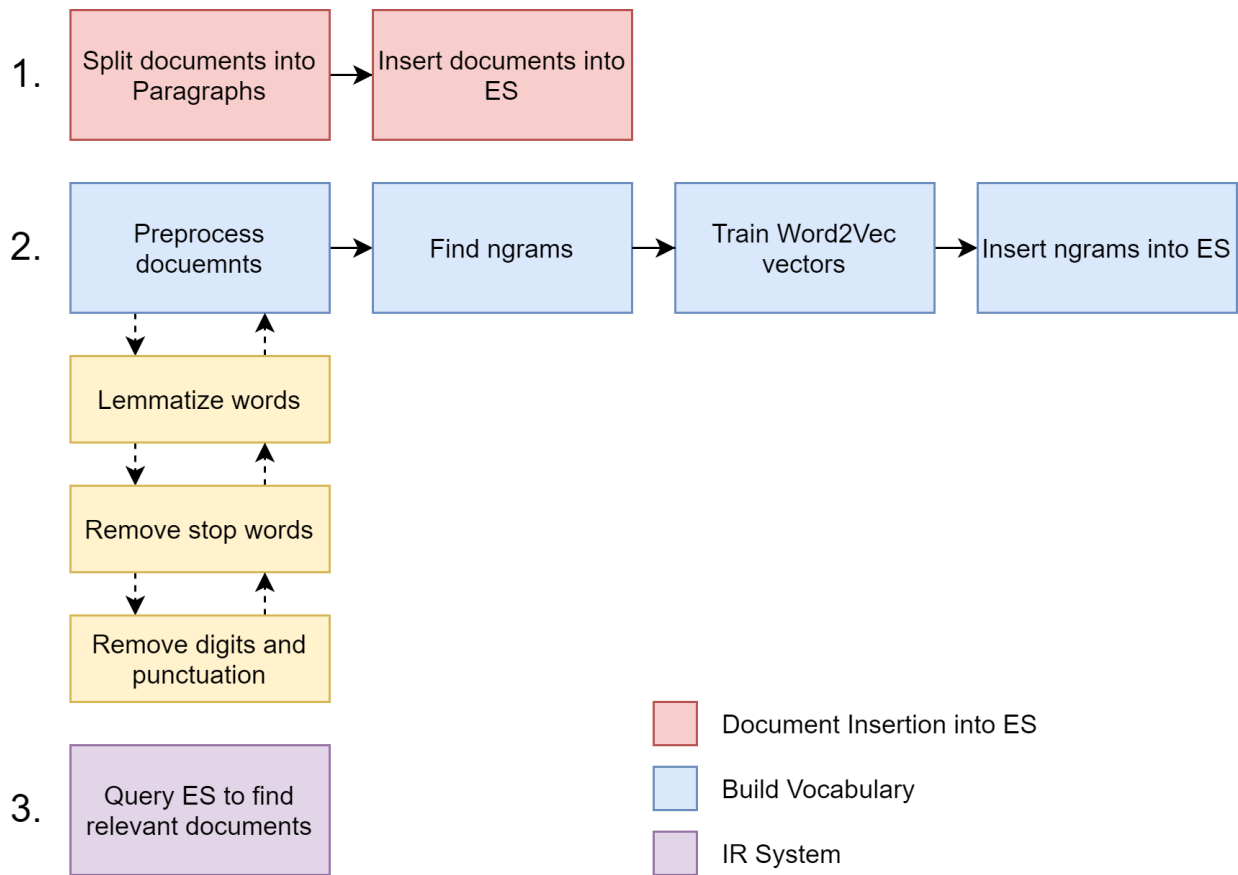 1.
Split documents into
Paragraphs
Insert documents into
ES
2.
Preprocess
docuemnts
Find ngrams
Train Word2Vec
vectors
Insert ngrams into ES
Lemmatize words
Remove stop words
Remove digits and
punctuation
3.
Query ES to find
relevant documents
Document Insertion into ES
Build Vocabulary
IR System